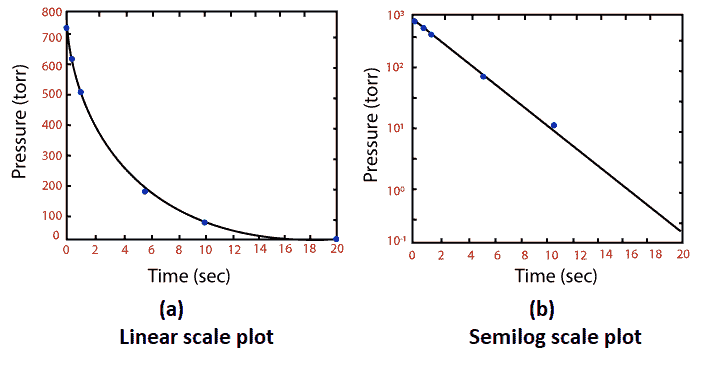 800
700
600
500
400
300
200
100
0
Pressure (torr)
0 2 4 6 8 10 12 14 16 18 20
Time (sec)
(a)
Linear scale plot
10³
10²
10¹
10⁰
10⁻¹
Pressure (torr)
0 2 4 6 8 10 12 14 16 18 20
Time (sec)
(b)
Semilog scale plot